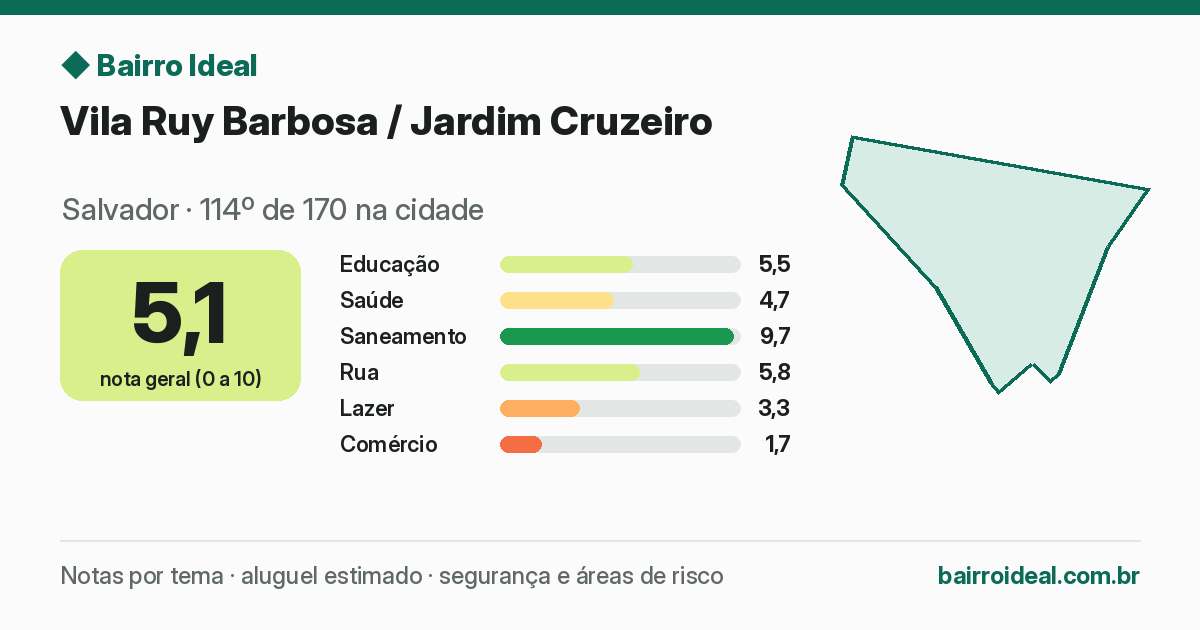 Bairro Ideal
Vila Ruy Barbosa / Jardim Cruzeiro
Salvador · 114º de 170 na cidade
5,1
nota geral (0 a 10)
Educação 5,5
Saúde 4,7
Saneamento 9,7
Rua 5,8
Lazer 3,3
Comércio 1,7
Notas por tema · aluguel estimado · segurança e áreas de risco
bairroideal.com.br